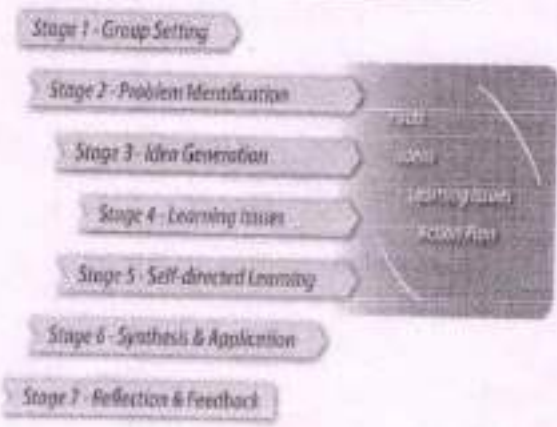 Stage 1 - Group Setting
Stage 2 - Problem Identification
Stage 3 - Idea Generation
Stage 4 - Learning Issues
Stage 5 - Self-directed Learning
Stage 6 - Synthesis & Application
Stage 7 - Reflection & Feedback
Facts
Ideas
Learning Issues
Action Plan